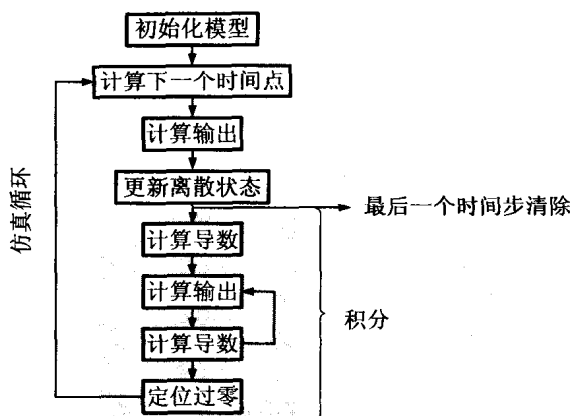 初始化模型
计算下一个时间点
计算输出
更新离散状态
最后一个时间步清除
计算导数
计算输出
计算导数
定位过零
仿真循环
积分